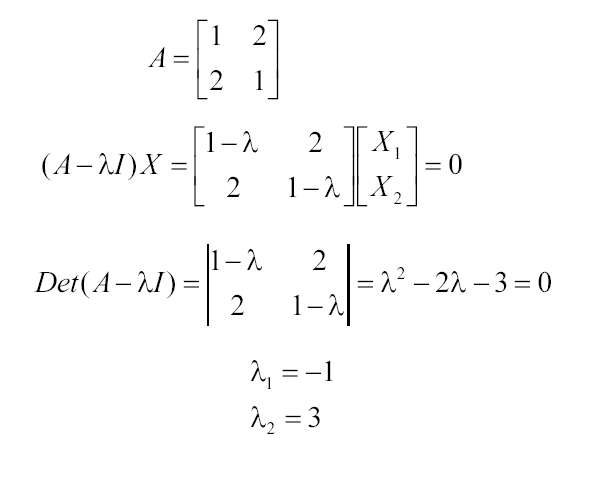 A = [1 2; 2 1]
(A − λI) X = [1−λ 2; 2 1−λ] [X₁; X₂] = 0
Det(A − λI) = |1−λ 2; 2 1−λ| = λ² − 2λ − 3 = 0
λ₁ = −1
λ₂ = 3